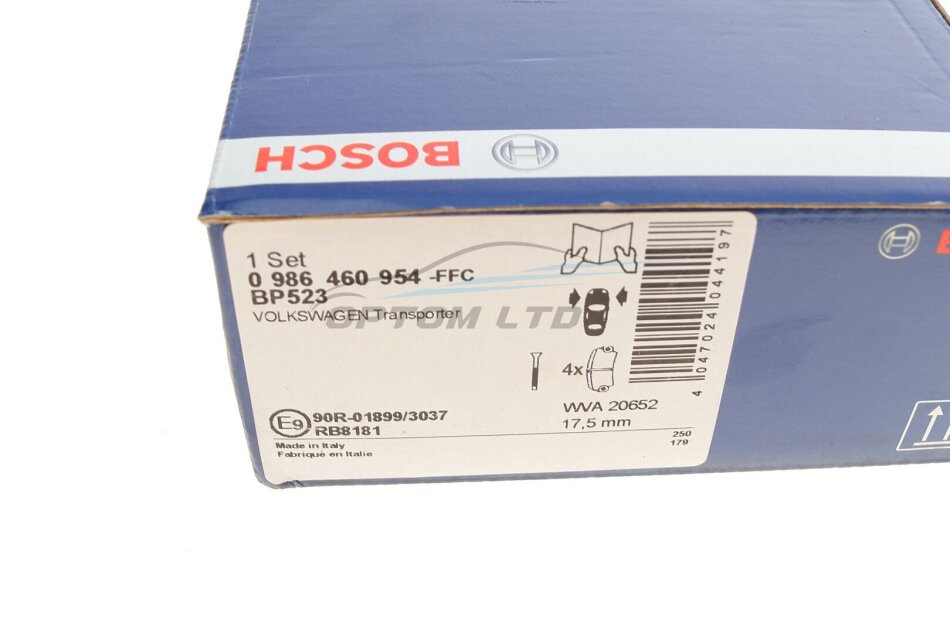 BOSCH
1 Set
0 986 460 954 -FFC
BP523
VOLKSWAGEN Transporter
OPTOM LTD
4x
WVA 20652
17,5 mm
4 047024 044197
E9
90R-01899/3037
RB8181
Made in Italy
Fabriqué en Italie
250
179